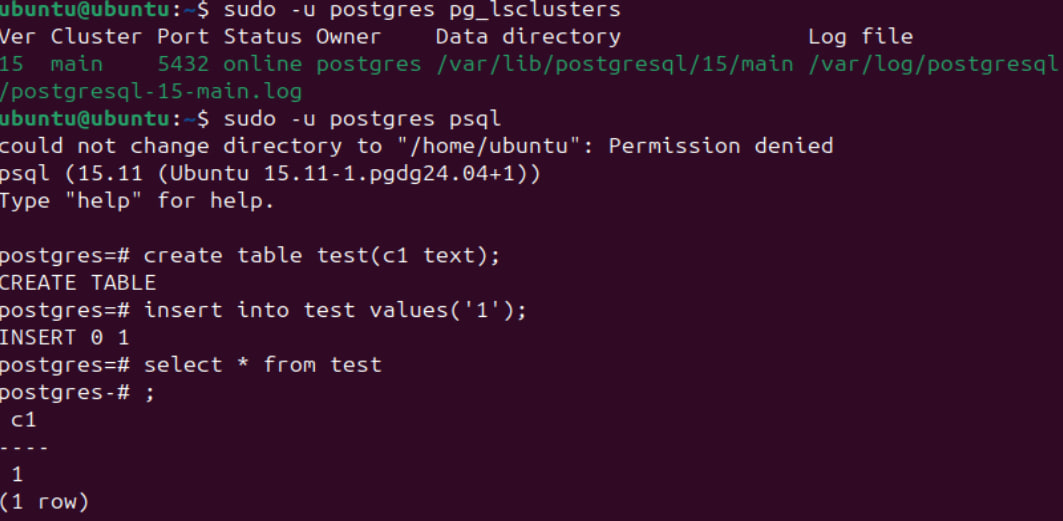 ubuntu@ubuntu:~$ sudo -u postgres pg_lsclusters
Ver Cluster Port Status Owner    Data directory              Log file
15  main    5432 online postgres /var/lib/postgresql/15/main /var/log/postgresql
/postgresql-15-main.log
ubuntu@ubuntu:~$ sudo -u postgres psql
could not change directory to "/home/ubuntu": Permission denied
psql (15.11 (Ubuntu 15.11-1.pgdg24.04+1))
Type "help" for help.
postgres=# create table test(c1 text);
CREATE TABLE
postgres=# insert into test values('1');
INSERT 0 1
postgres=# select * from test
postgres-# ;
 c1
----
 1
(1 row)